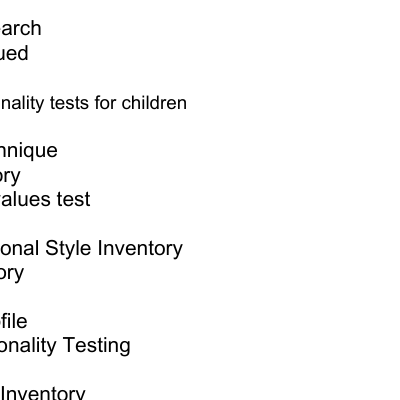 arch
ued
nality tests for children
nnique
ory
alues test
onal Style Inventory
ory
file
onality Testing
Inventory